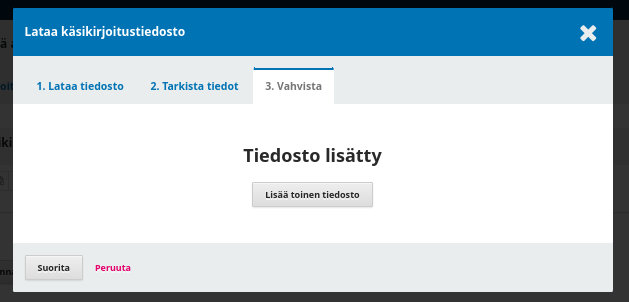 Lataa käsikirjoitustiedosto
1. Lataa tiedosto
2. Tarkista tiedot
3. Vahvista
Tiedosto lisätty
Lisää toinen tiedosto
Suorita
Peruuta